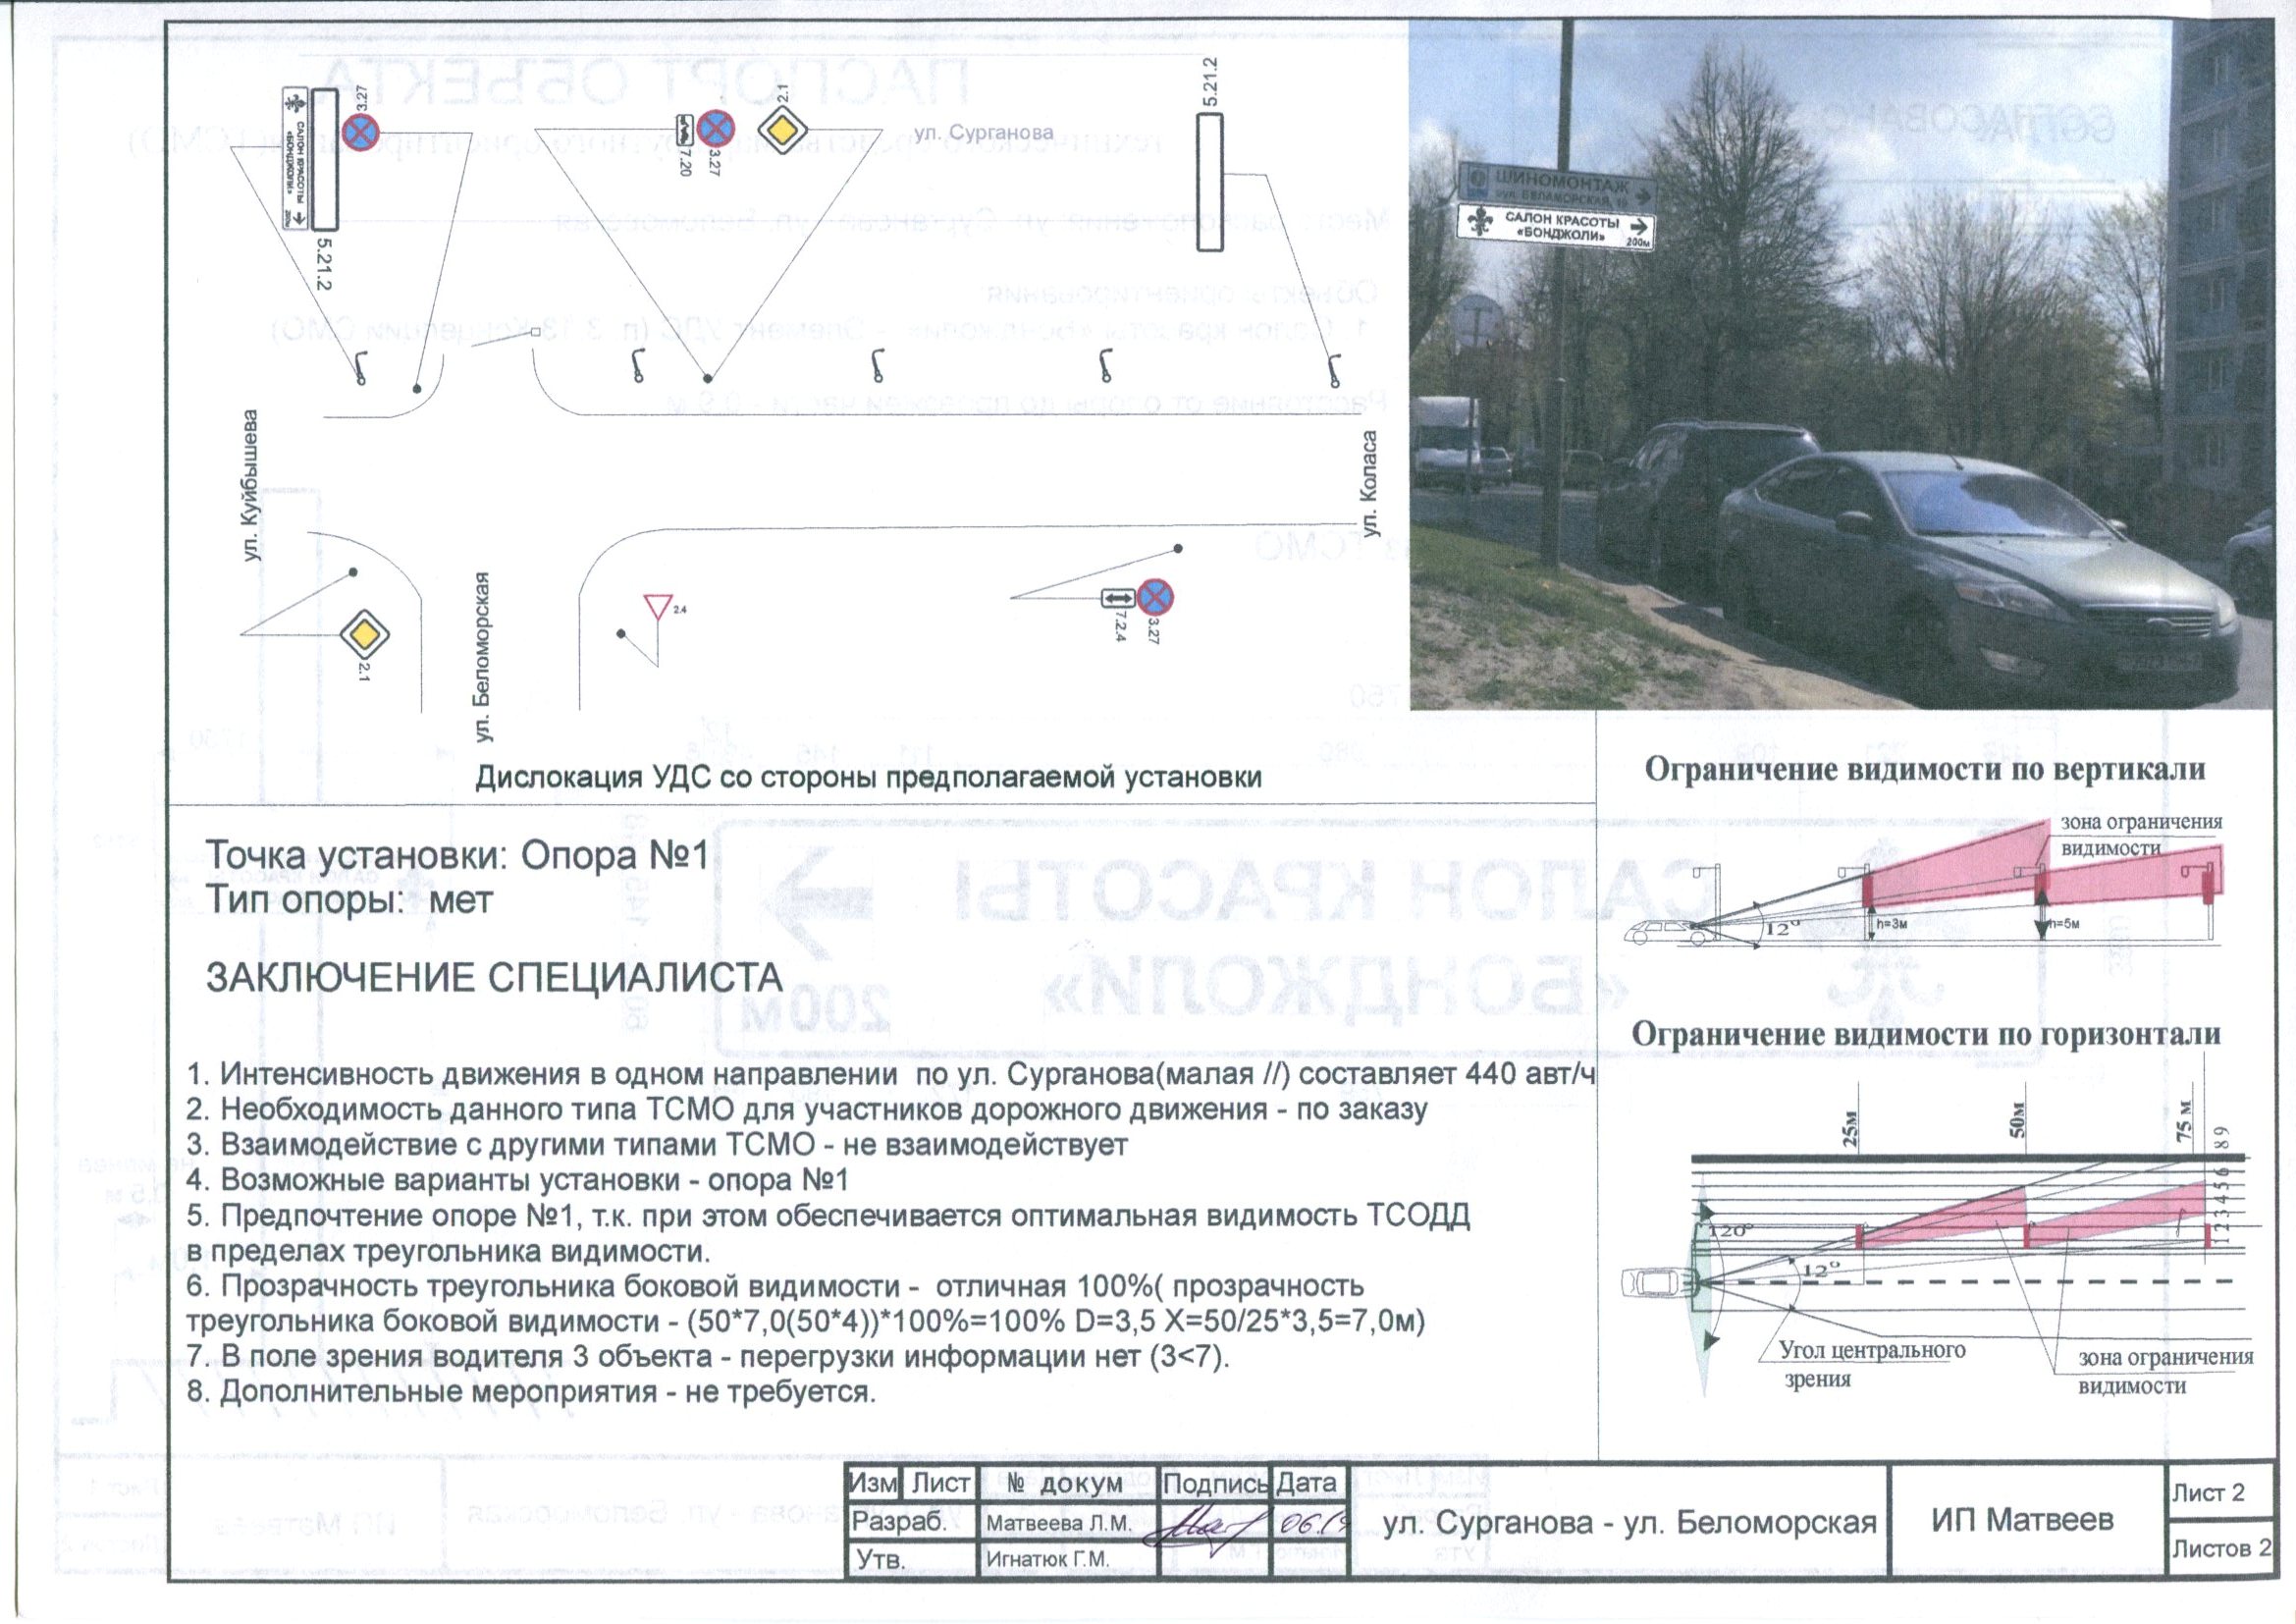 5.21.2
3.27
САЛОН КРАСОТЫ
«БОНДЖОЛИ»
200м
5.21.2
7.20
3.27
2.1
ул. Сурганова
ул. Куйбышева
ул. Коласа
ул. Беломорская
2.1
2.4
7.2.4
3.27
Дислокация УДС со стороны предполагаемой установки
ШИНОМОНТАЖ
УЛ. БЕЛАМОРСКАЯ, 19
САЛОН КРАСОТЫ
«БОНДЖОЛИ»
200м
Точка установки: Опора №1
Тип опоры: мет
ЗАКЛЮЧЕНИЕ СПЕЦИАЛИСТА
1. Интенсивность движения в одном направлении по ул. Сурганова(малая //) составляет 440 авт/ч
2. Необходимость данного типа ТСМО для участников дорожного движения - по заказу
3. Взаимодействие с другими типами ТСМО - не взаимодействует
4. Возможные варианты установки - опора №1
5. Предпочтение опоре №1, т.к. при этом обеспечивается оптимальная видимость ТСОДД
в пределах треугольника видимости.
6. Прозрачность треугольника боковой видимости - отличная 100%( прозрачность
треугольника боковой видимости - (50*7,0(50*4))*100%=100% D=3,5 X=50/25*3,5=7,0м)
7. В поле зрения водителя 3 объекта - перегрузки информации нет (3<7).
8. Дополнительные мероприятия - не требуется.
Ограничение видимости по вертикали
зона ограничения
видимости
12°
h=3м
h=5м
Ограничение видимости по горизонтали
25м
50м
75 м
1 2 3 4 5 6 8 9
120°
12°
Угол центрального
зрения
зона ограничения
видимости
Изм Лист № докум Подпись Дата
Разраб. Матвеева Л.М.
Утв. Игнатюк Г.М.
ул. Сурганова - ул. Беломорская
ИП Матвеев
Лист 2
Листов 2